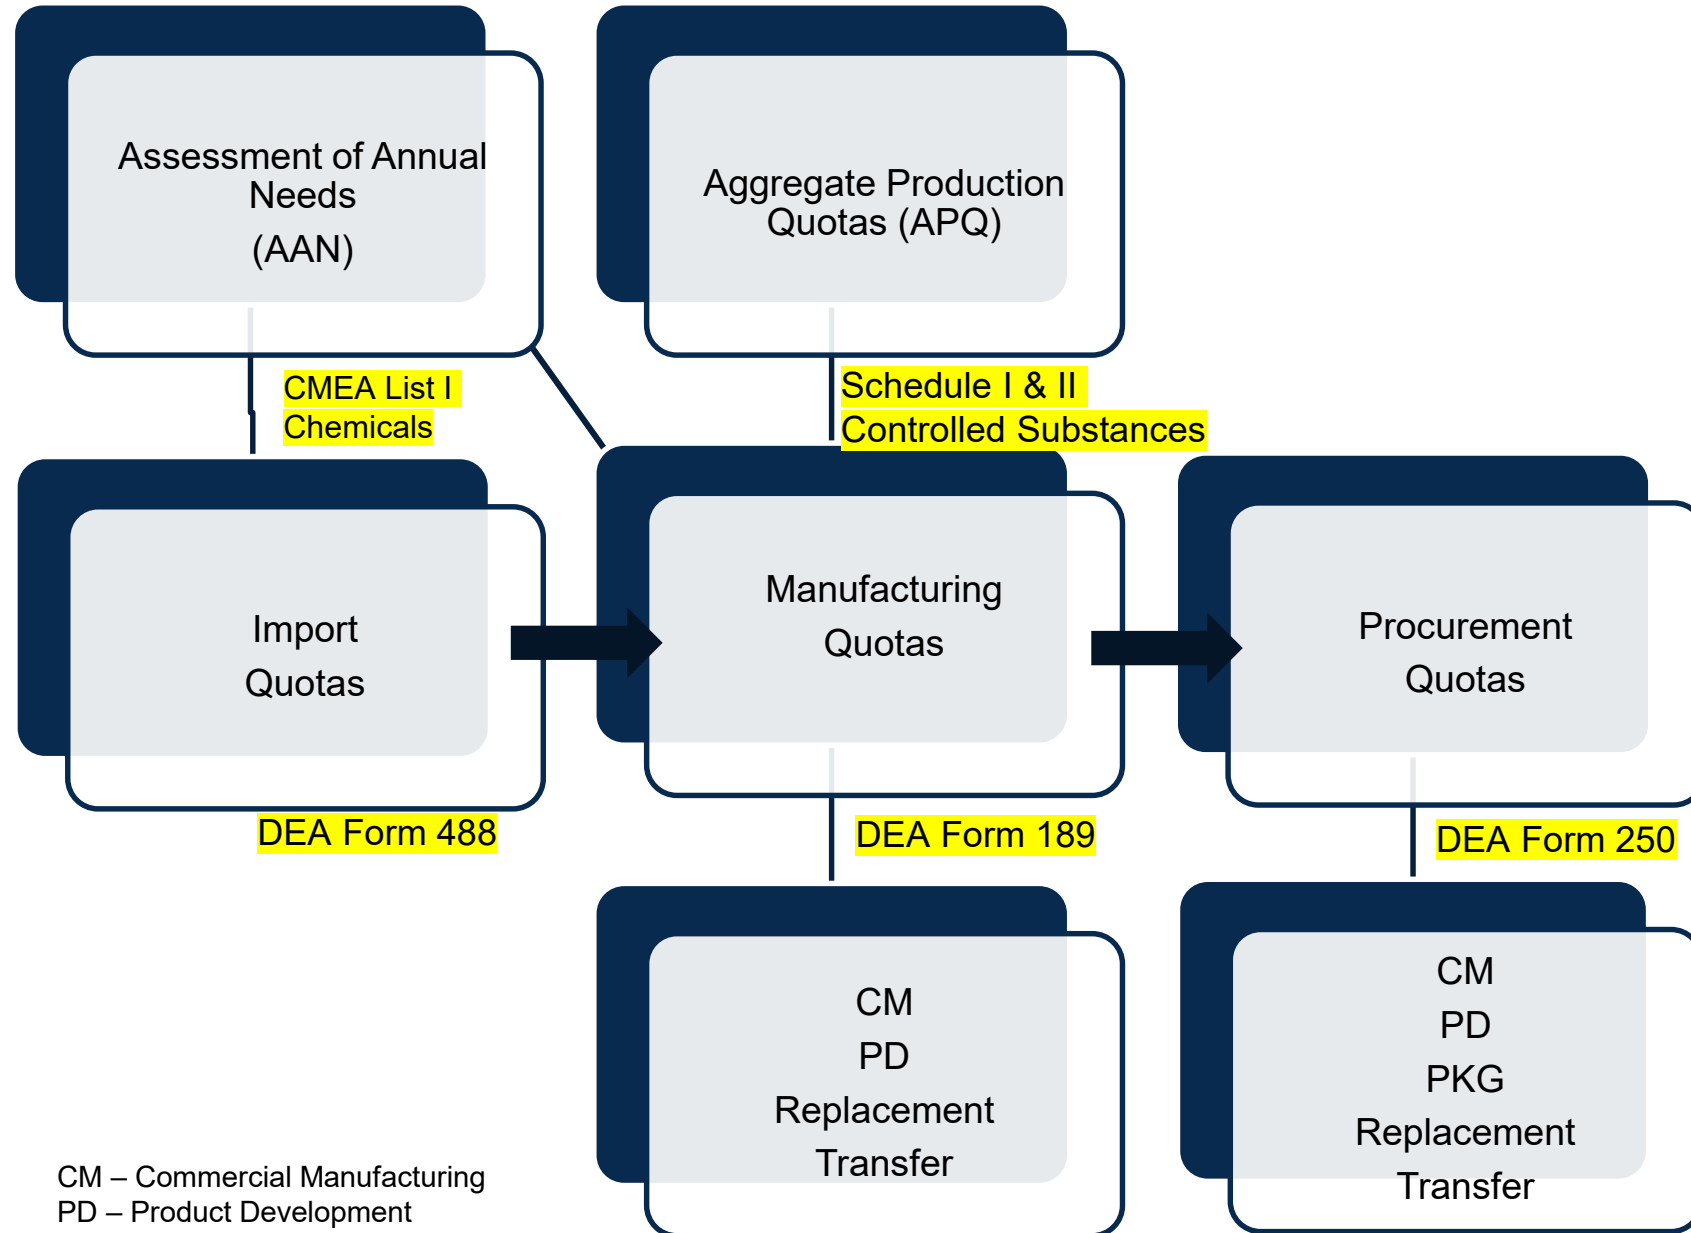 Assessment of Annual
Needs
(AAN)
Aggregate Production
Quotas (APQ)
CMEA List I
Chemicals
Schedule I & II
Controlled Substances
Import
Quotas
Manufacturing
Quotas
Procurement
Quotas
DEA Form 488
DEA Form 189
DEA Form 250
CM
PD
Replacement
Transfer
CM
PD
PKG
Replacement
Transfer
CM – Commercial Manufacturing
PD – Product Development